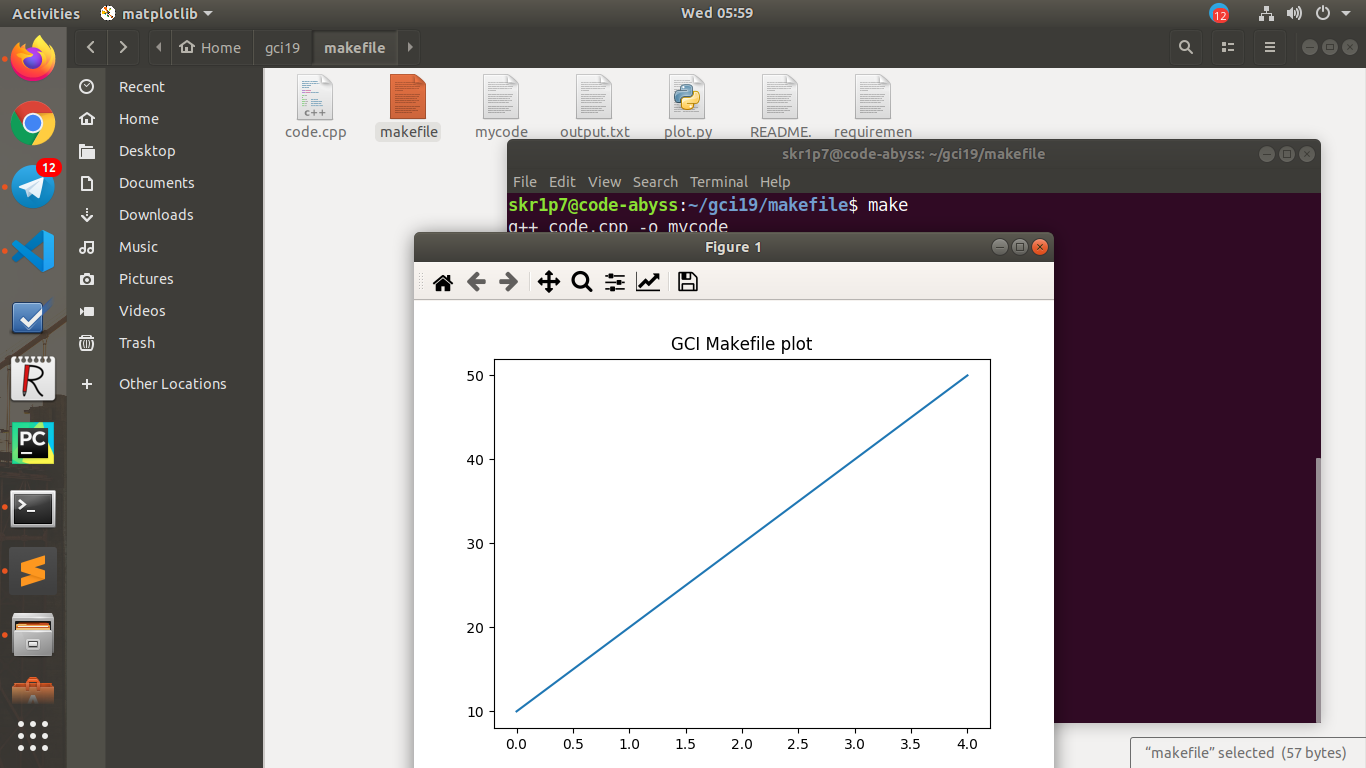 Activities matplotlib Wed 05:59 12
Home gci19 makefile
Recent
Home
Desktop
Documents
Downloads
Music
Pictures
Videos
Trash
Other Locations
12
PC
c++
code.cpp makefile mycode output.txt plot.py README. requiremen
skr1p7@code-abyss: ~/gci19/makefile
File Edit View Search Terminal Help
skr1p7@code-abyss:~/gci19/makefile$ make
g++ code.cpp -o mycode
Figure 1
GCI Makefile plot
50
40
30
20
10
0.0 0.5 1.0 1.5 2.0 2.5 3.0 3.5 4.0
“makefile” selected (57 bytes)